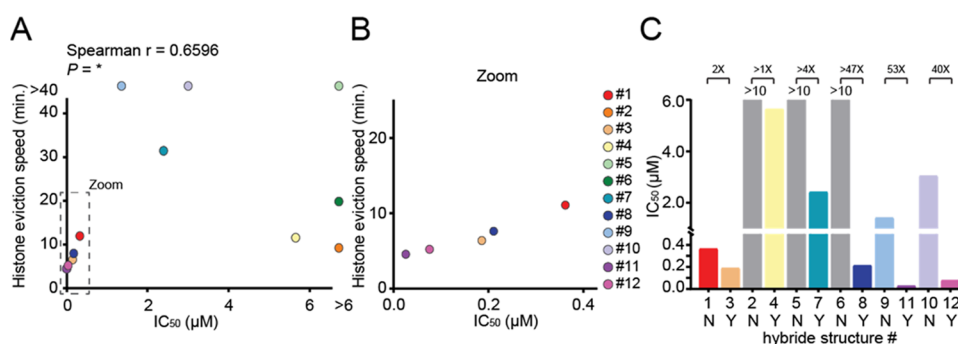 A
Spearman r = 0.6596
P = *
Histone eviction speed (min.)
>40
40
30
20
10
0
Zoom
0
2
4
6
>6
IC50 (µM)
B
Zoom
Histone eviction speed (min.)
20
10
0
0.0
0.2
0.4
IC50 (µM)
#1
#2
#3
#4
#5
#6
#7
#8
#9
#10
#11
#12
C
2X
>1X
>4X
>47X
53X
40X
>10
>10
>10
IC50 (µM)
6.0
4.0
2.0
0.4
0.2
0.0
1 3 2 4 5 7 6 8 9 11 10 12
N Y N Y N Y N Y N Y N Y
hybride structure #